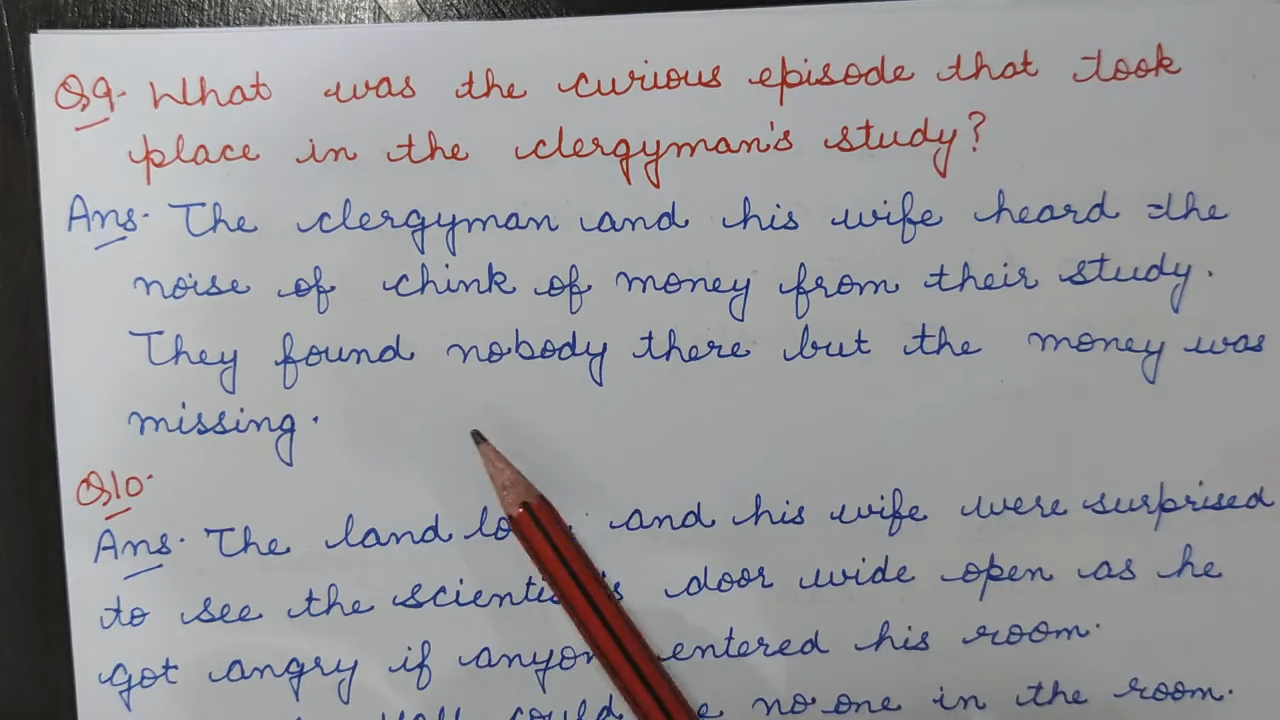 Q9. What was the curious episode that took
place in the clergyman's study?
Ans. The clergyman and his wife heard the
noise of chink of money from their study.
They found nobody there but the money was
missing.
Q10.
Ans. The land and his wife were surprised
to see the door wide open as he
got angry if entered his room.
no one in the room.